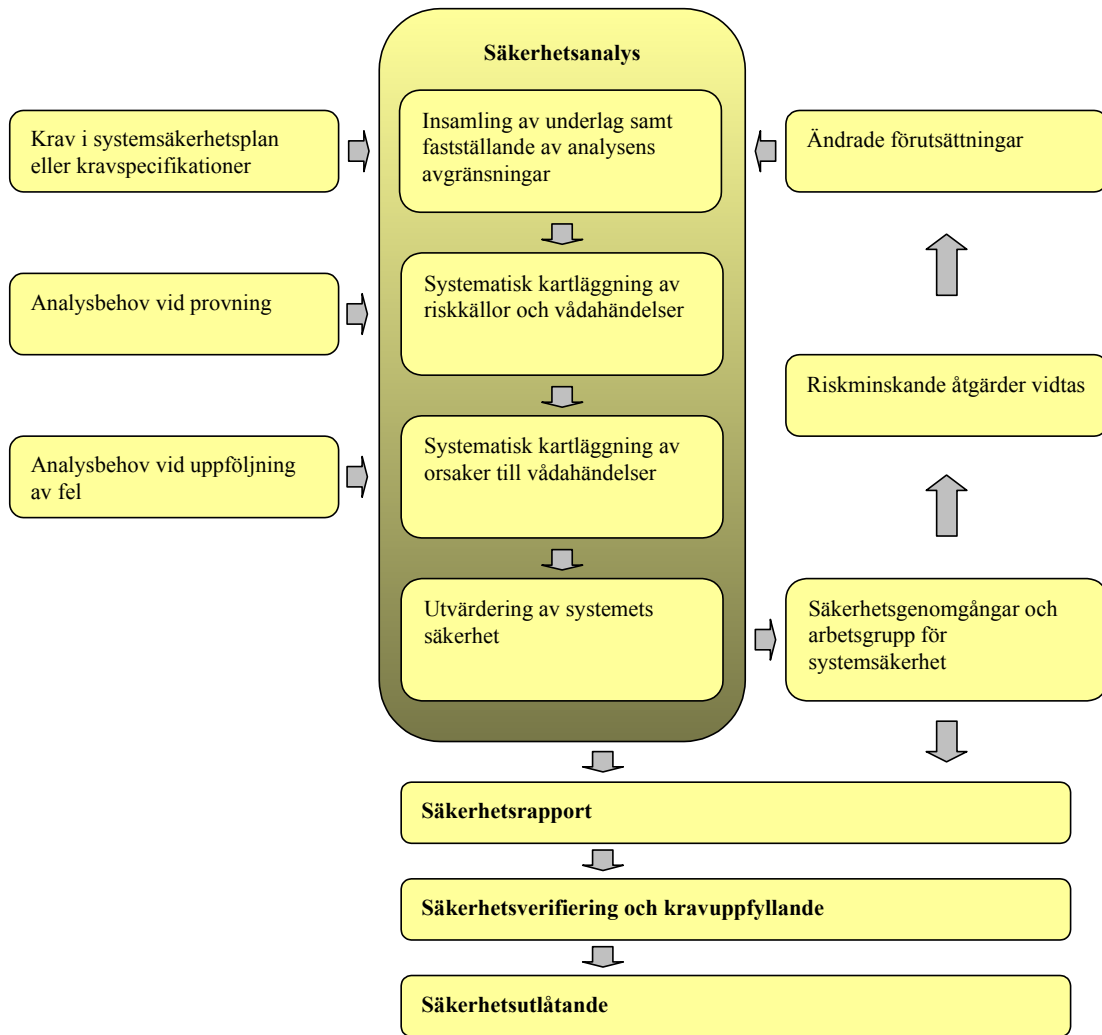 Säkerhetsanalys
Krav i systemsäkerhetsplan
eller kravspecifikationer
Insamling av underlag samt
fastställande av analysens
avgränsningar
Ändrade förutsättningar
Analysbehov vid provning
Systematisk kartläggning av
riskkällor och vådahändelser
Riskminskande åtgärder vidtas
Analysbehov vid uppföljning
av fel
Systematisk kartläggning av
orsaker till vådahändelser
Utvärdering av systemets
säkerhet
Säkerhetsgenomgångar och
arbetsgrupp för
systemsäkerhet
Säkerhetsrapport
Säkerhetsverifiering och kravuppfyllande
Säkerhetsutlåtande